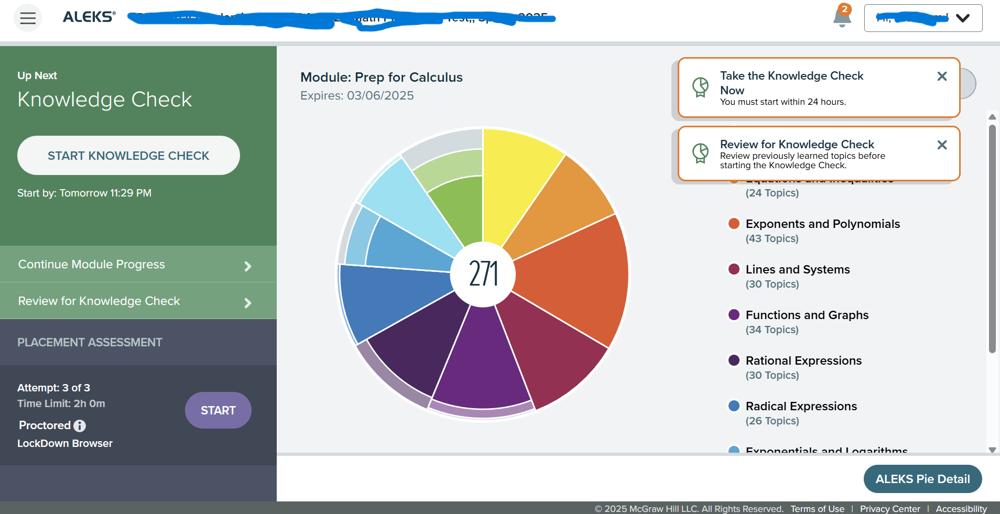 ALEKS®
2025
2
Up Next
Knowledge Check
START KNOWLEDGE CHECK
Start by: Tomorrow 11:29 PM
Continue Module Progress
Review for Knowledge Check
PLACEMENT ASSESSMENT
Attempt: 3 of 3
Time Limit: 2h 0m
Proctored
LockDown Browser
START
Module: Prep for Calculus
Expires: 03/06/2025
271
Take the Knowledge Check
Now
You must start within 24 hours.
Review for Knowledge Check
Review previously learned topics before
starting the Knowledge Check.
Equations and Inequalities
(24 Topics)
Exponents and Polynomials
(43 Topics)
Lines and Systems
(30 Topics)
Functions and Graphs
(34 Topics)
Rational Expressions
(30 Topics)
Radical Expressions
(26 Topics)
Exponentials and Logarithms
ALEKS Pie Detail
© 2025 McGraw Hill LLC. All Rights Reserved. Terms of Use | Privacy Center | Accessibility